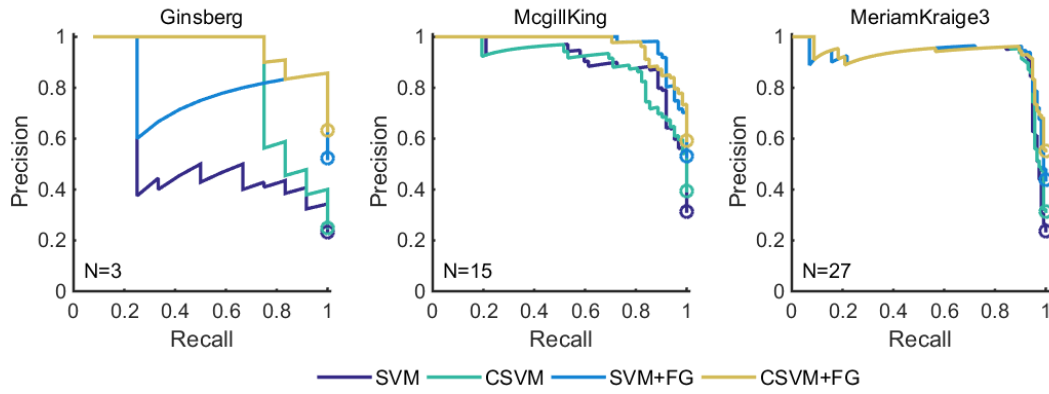 Ginsberg McgillKing MeriamKraige3
1 1 1
0.8 0.8 0.8
0.6 0.6 0.6
0.4 0.4 0.4
0.2 0.2 0.2
0 0 0
Precision Precision Precision
N=3 N=15 N=27
0 0.2 0.4 0.6 0.8 1 0 0.2 0.4 0.6 0.8 1 0 0.2 0.4 0.6 0.8 1
Recall Recall Recall
SVM CSVM SVM+FG CSVM+FG